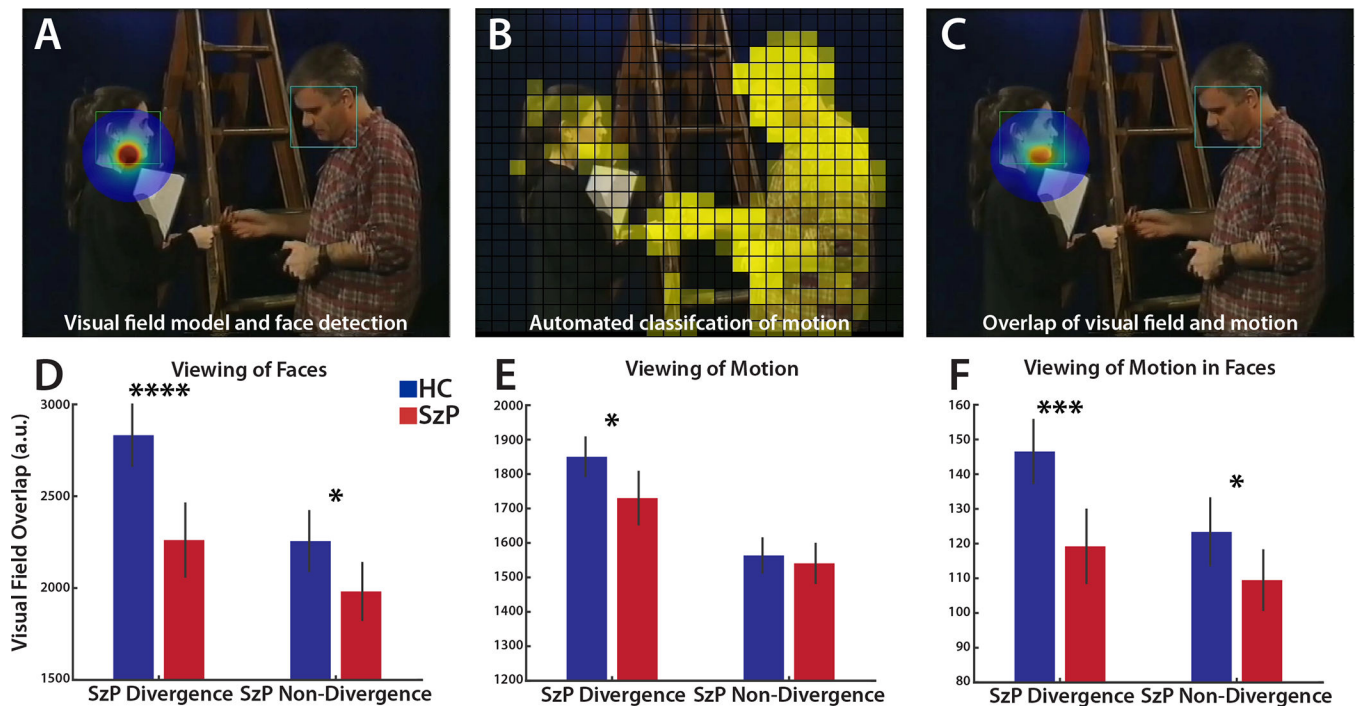 A
Visual field model and face detection
B
Automated classifcation of motion
C
Overlap of visual field and motion
D
Viewing of Faces
****
*
HC
SzP
Visual Field Overlap (a.u.)
3000
2500
2000
1500
SzP Divergence SzP Non-Divergence
E
Viewing of Motion
*
2000
1900
1800
1700
1600
1500
1400
1300
1200
SzP Divergence SzP Non-Divergence
F
Viewing of Motion in Faces
***
*
160
150
140
130
120
110
100
90
80
SzP Divergence SzP Non-Divergence